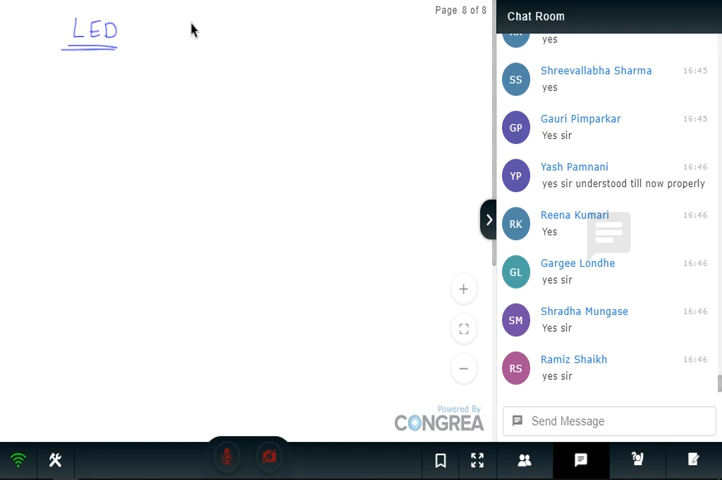 LED
Page 8 of 8
Powered By
CONGREA
Chat Room
yes
SS
Shreevallabha Sharma
16:45
yes
GP
Gauri Pimparkar
16:45
Yes sir
YP
Yash Pamnani
16:46
yes sir understood till now properly
RK
Reena Kumari
16:46
Yes
GL
Gargee Londhe
16:46
yes sir
SM
Shradha Mungase
16:46
Yes sir
RS
Ramiz Shaikh
16:46
yes sir
Send Message